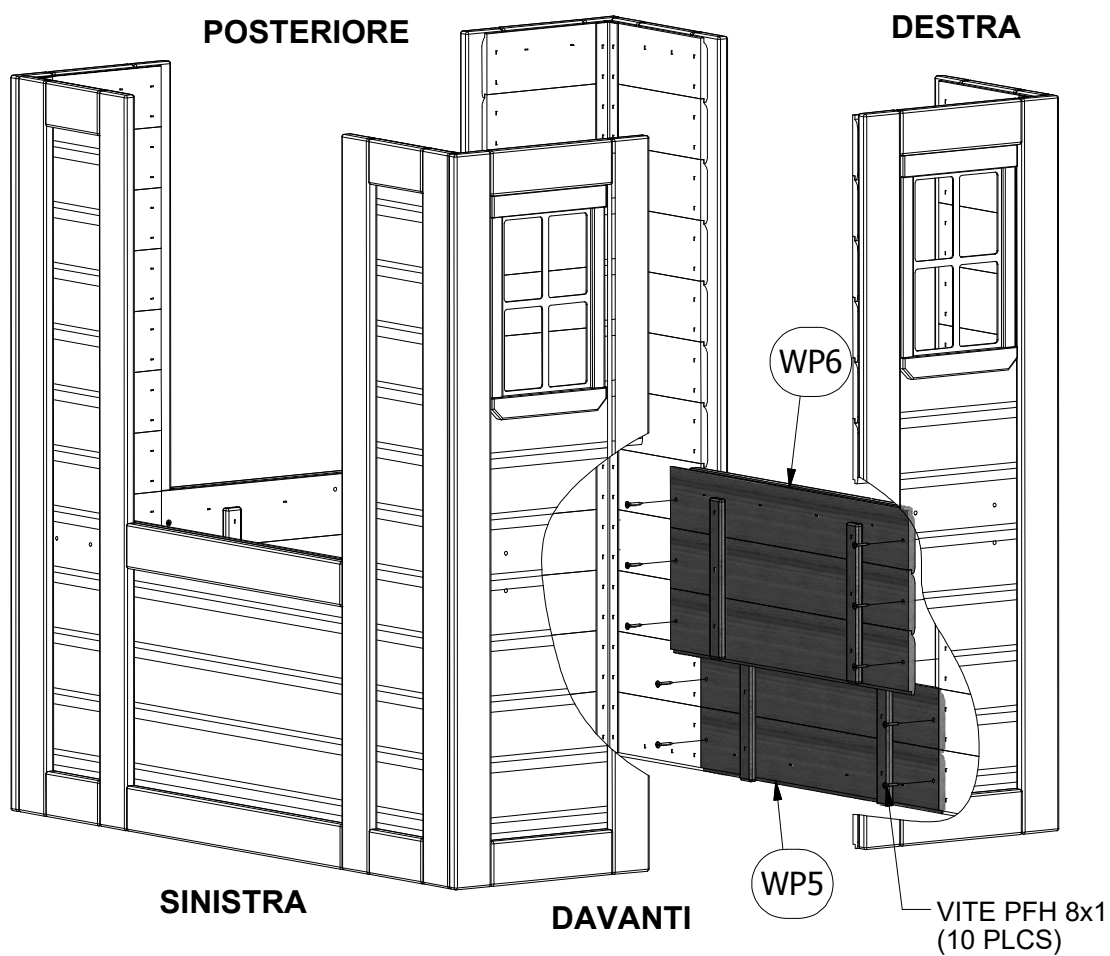 POSTERIORE
DESTRA
WP6
WP5
SINISTRA
DAVANTI
VITE PFH 8x1
(10 PLCS)